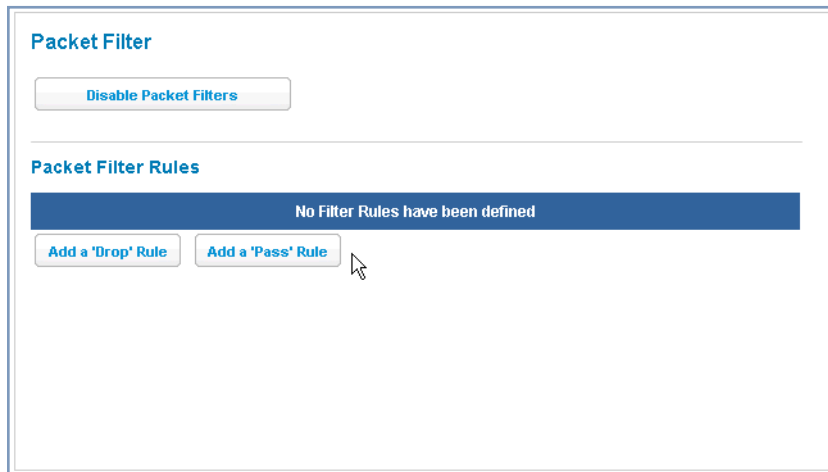 Packet Filter
Disable Packet Filters
Packet Filter Rules
No Filter Rules have been defined
Add a 'Drop' Rule Add a 'Pass' Rule